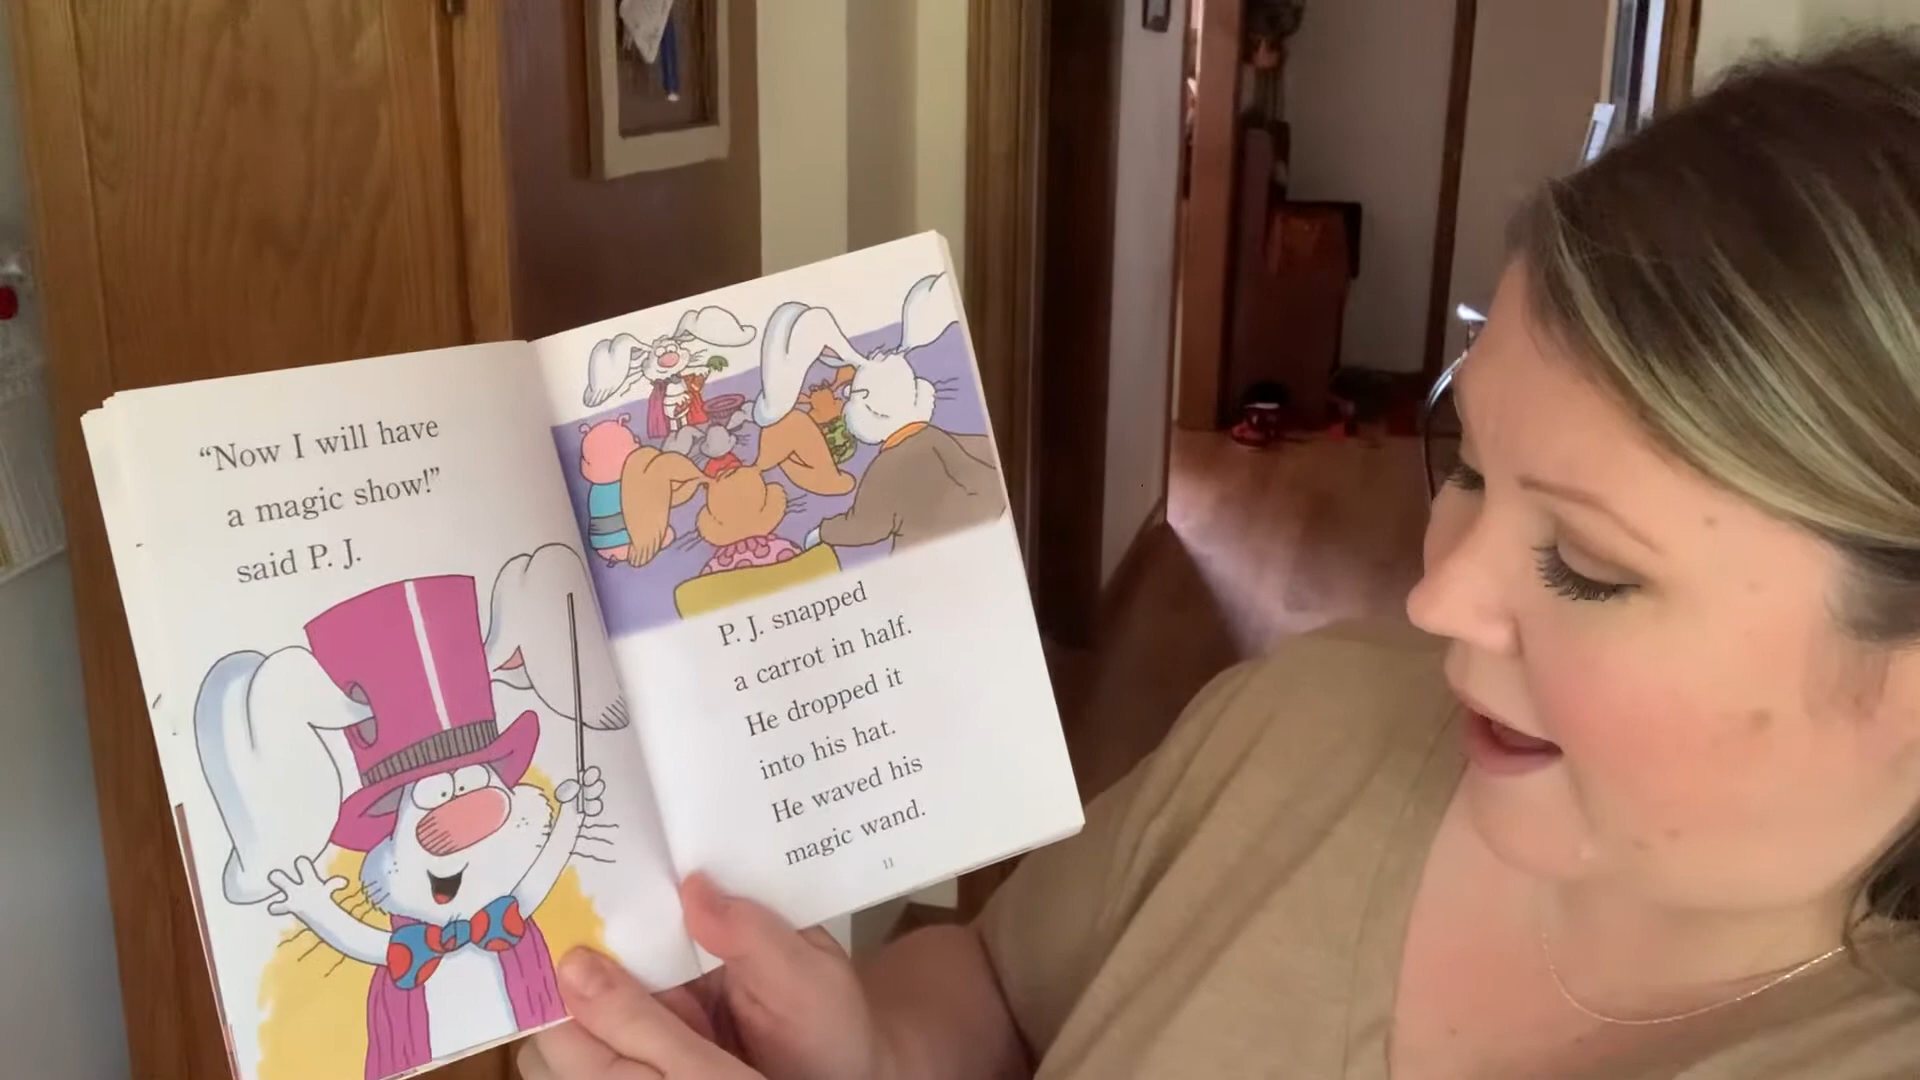 “Now I will have
a magic show!”
said P. J.
P. J. snapped
a carrot in half.
He dropped it
into his hat.
He waved his
magic wand.
11